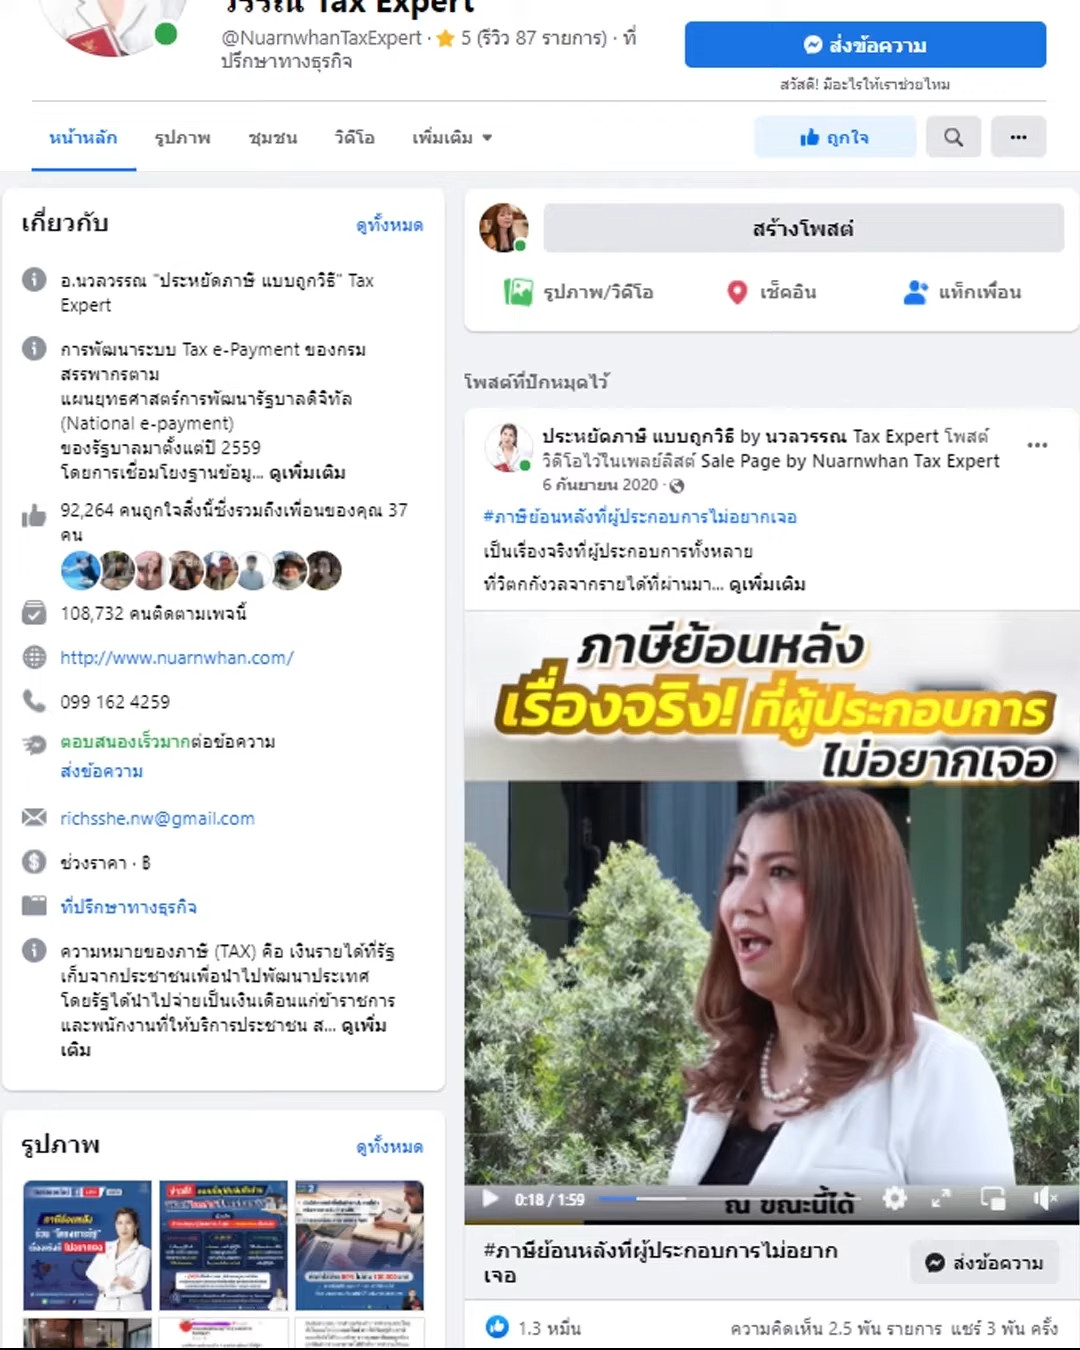 วรรณ Tax Expert
@NuarnwhanTaxExpert · 5 (รีวิว 87 รายการ) · ที่
ปรึกษาทางธุรกิจ
ส่งข้อความ
สวัสดี! มีอะไรให้เราช่วยไหม
หน้าหลัก
รูปภาพ
ชุมชน
วิดีโอ
เพิ่มเติม
ถูกใจ
เกี่ยวกับ
ดูทั้งหมด
อ.นวลวรรณ "ประหยัดภาษี แบบถูกวิธี" Tax
Expert
การพัฒนาระบบ Tax e-Payment ของกรม
สรรพากรตาม
แผนยุทธศาสตร์การพัฒนารัฐบาลดิจิทัล
(National e-payment)
ของรัฐบาลมาตั้งแต่ปี 2559
โดยการเชื่อมโยงฐานข้อมู... ดูเพิ่มเติม
92,264 คนถูกใจสิ่งนี้ซึ่งรวมถึงเพื่อนของคุณ 37
คน
108,732 คนติดตามเพจนี้
http://www.nuarnwhan.com/
099 162 4259
ตอบสนองเร็วมากต่อข้อความ
ส่งข้อความ
richsshe.nw@gmail.com
ช่วงราคา · ฿
ที่ปรึกษาทางธุรกิจ
ความหมายของภาษี (TAX) คือ เงินรายได้ที่รัฐ
เก็บจากประชาชนเพื่อนำไปพัฒนาประเทศ
โดยรัฐได้นำไปจ่ายเป็นเงินเดือนแก่ข้าราชการ
และพนักงานที่ให้บริการประชาชน ส... ดูเพิ่ม
เติม
รูปภาพ
ดูทั้งหมด
ภาษีย้อนหลัง
สร้างโพสต์
รูปภาพ/วิดีโอ
เช็คอิน
แท็กเพื่อน
โพสต์ที่ปักหมุดไว้
ประหยัดภาษี แบบถูกวิธี by นวลวรรณ Tax Expert โพสต์
วิดีโอไว้ในเพลย์ลิสต์ Sale Page by Nuarnwhan Tax Expert
6 กันยายน 2020 ·
#ภาษีย้อนหลังที่ผู้ประกอบการไม่อยากเจอ
เป็นเรื่องจริงที่ผู้ประกอบการทั้งหลาย
ที่วิตกกังวลจากรายได้ที่ผ่านมา... ดูเพิ่มเติม
ภาษีย้อนหลัง
เรื่องจริง! ที่ผู้ประกอบการ
ไม่อยากเจอ
0:18 / 1:59
ณ ขณะนี้ได้
#ภาษีย้อนหลังที่ผู้ประกอบการไม่อยาก
เจอ
ส่งข้อความ
1.3 หมื่น
ความคิดเห็น 2.5 พัน รายการ แชร์ 3 พัน ครั้ง